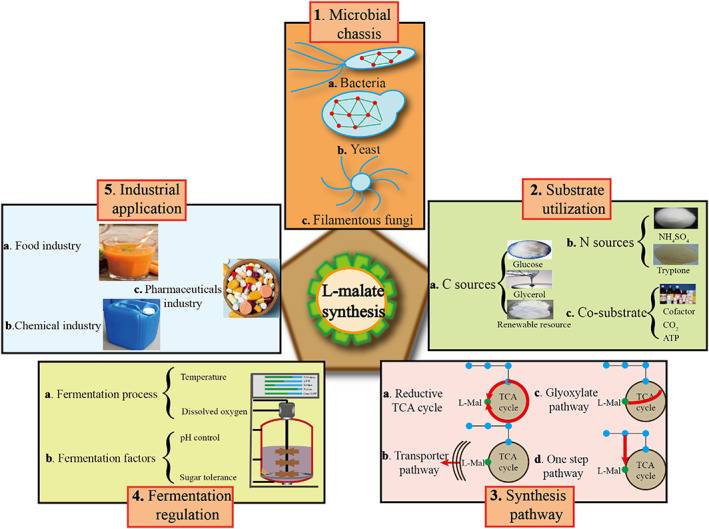 1. Microbial
chassis
a. Bacteria
b. Yeast
c. Filamentous fungi
2. Substrate
utilization
a. C sources
Glucose
Glycerol
Renewable resource
b. N sources
NH4SO4
Tryptone
c. Co-substrate
Cofactor
CO2
ATP
3. Synthesis
pathway
a. Reductive
TCA cycle
L-Mal
TCA
cycle
b. Transporter
pathway
L-Mal
TCA
cycle
c. Glyoxylate
pathway
L-Mal
TCA
cycle
d. One step
pathway
L-Mal
TCA
cycle
4. Fermentation
regulation
a. Fermentation process
Temperature
Dissolved oxygen
b. Fermentation factors
pH control
Sugar tolerance
5. Industrial
application
a. Food industry
b.Chemical industry
c. Pharmaceuticals
industry
L-malate
synthesis